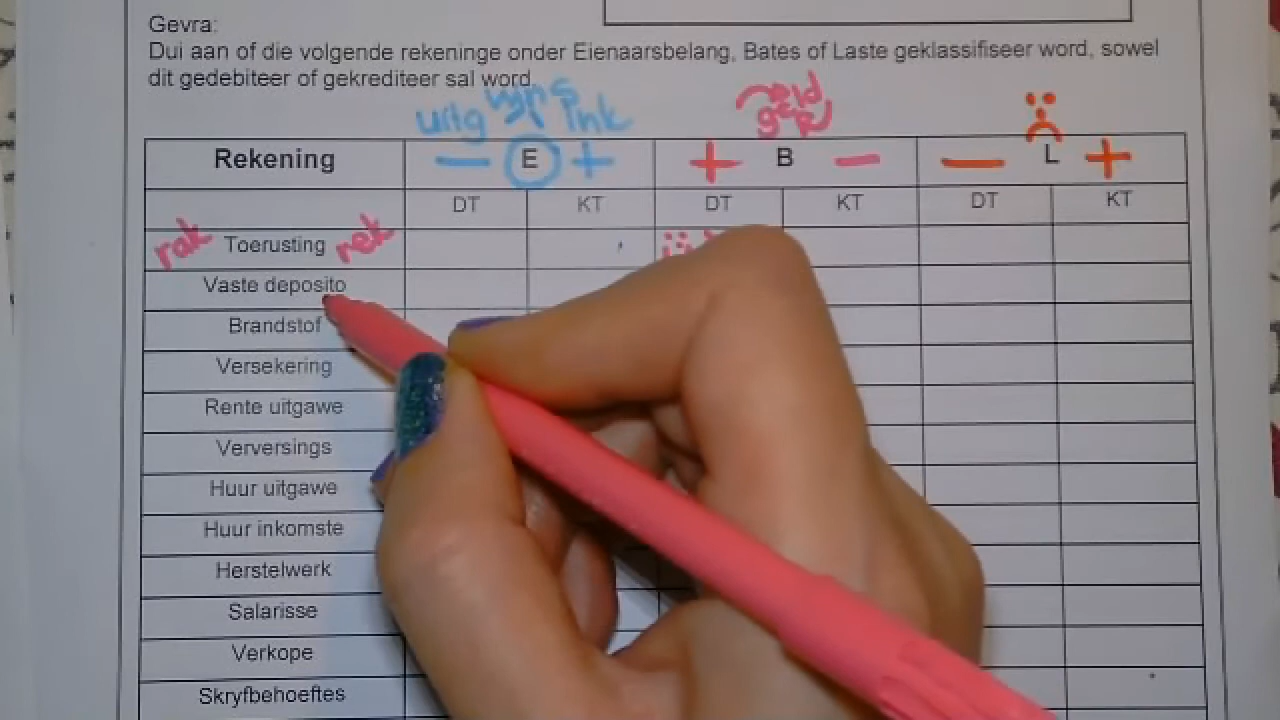 Gevra:
Dui aan of die volgende rekeninge onder Eienaarsbelang, Bates of Laste geklassifiseer word, sowel
dit gedebiteer of gekrediteer sal word.
uitg wins ink geld
Rekening − E + + B − − L +
DT KT DT KT DT KT
rak Toerusting rek
Vaste deposito
Brandstof
Versekering
Rente uitgawe
Verversings
Huur uitgawe
Huur inkomste
Herstelwerk
Salarisse
Verkope
Skryfbehoeftes